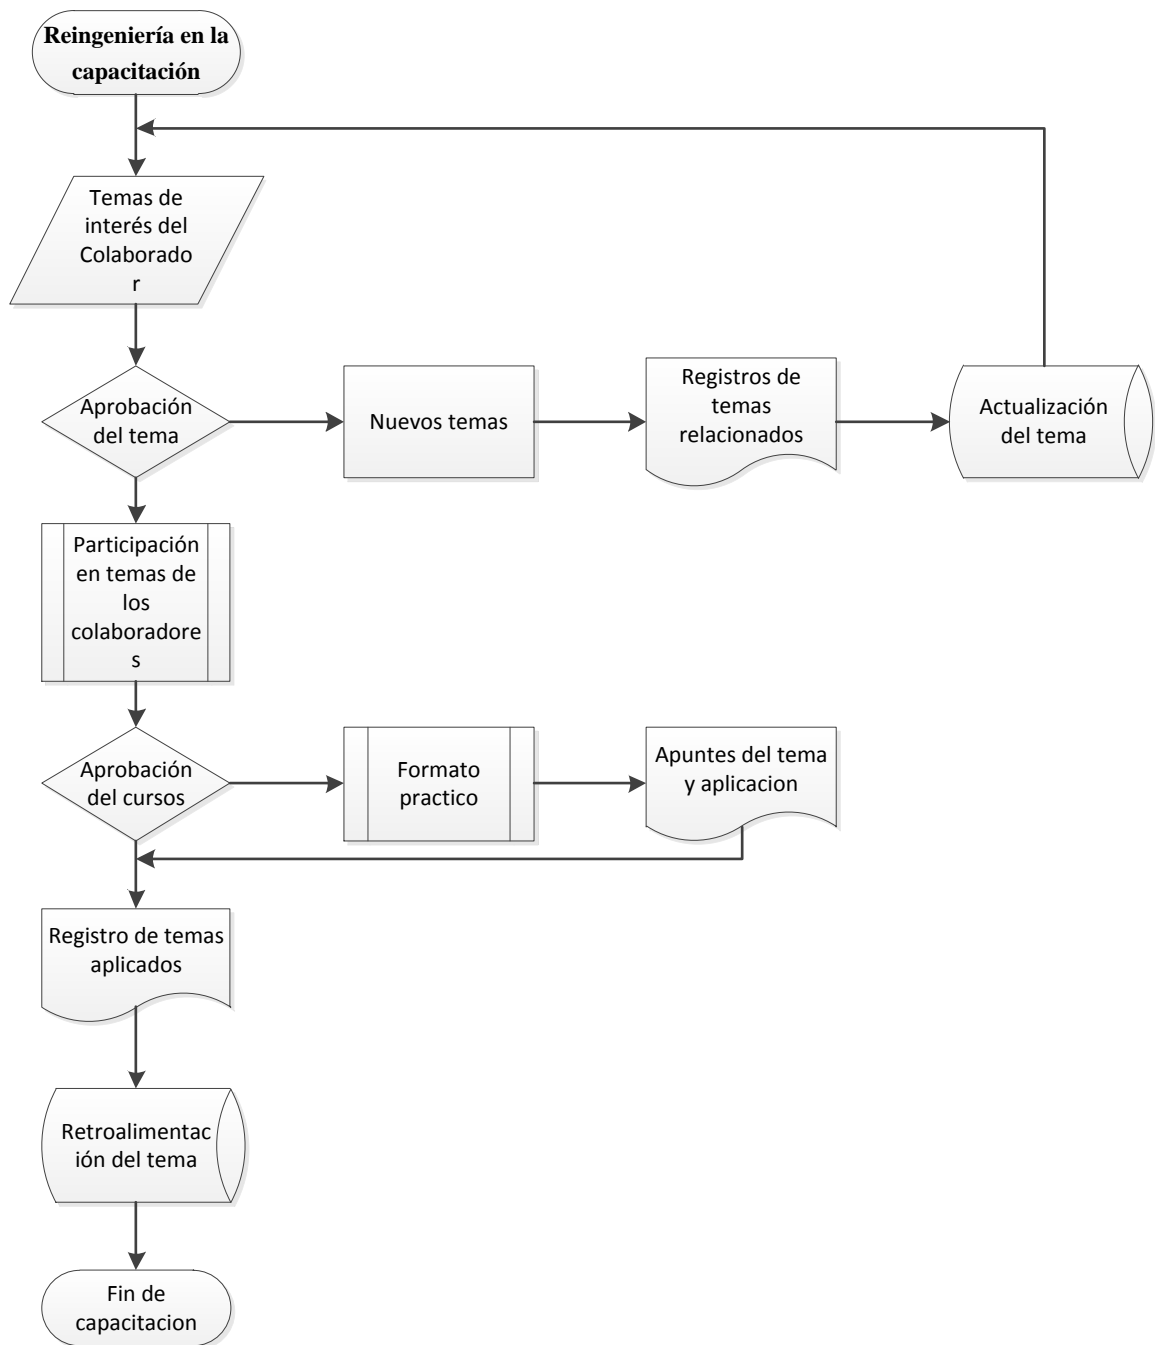 Reingeniería en la
capacitación
Temas de
interés del
Colaborado
r
Aprobación
del tema
Nuevos temas
Registros de
temas
relacionados
Actualización
del tema
Participación
en temas de
los
colaboradore
s
Aprobación
del cursos
Formato
practico
Apuntes del tema
y aplicacion
Registro de temas
aplicados
Retroalimentac
ión del tema
Fin de
capacitacion